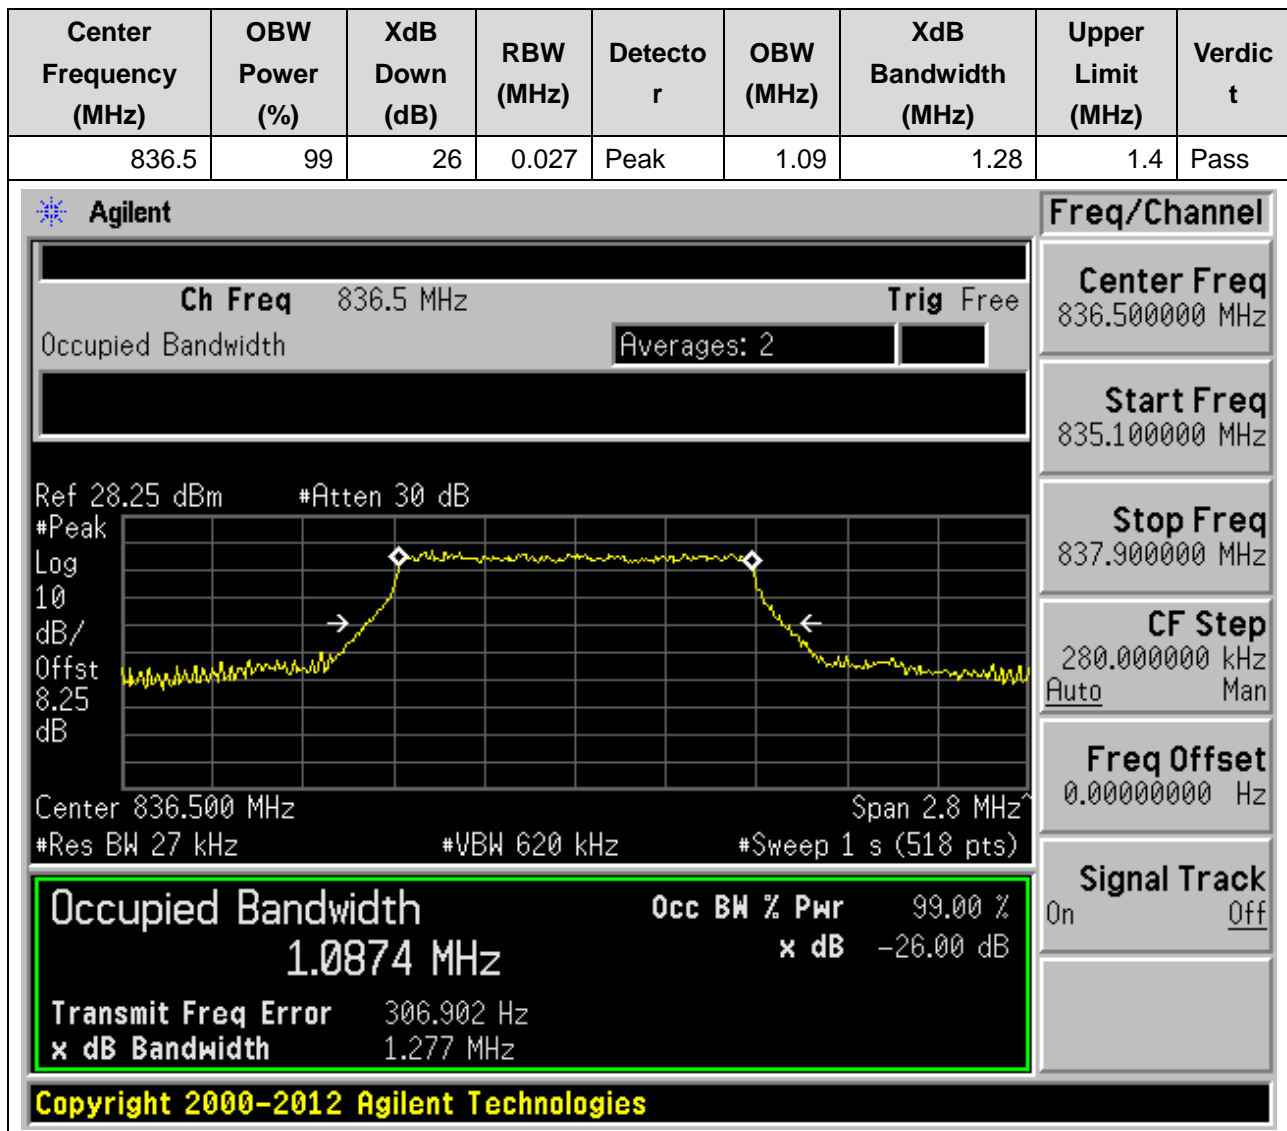 Center Frequency (MHz) OBW Power (%) XdB Down (dB) RBW (MHz) Detecto r OBW (MHz) XdB Bandwidth (MHz) Upper Limit (MHz) Verdic t
836.5 99 26 0.027 Peak 1.09 1.28 1.4 Pass
Agilent
Freq/Channel
Ch Freq 836.5 MHz Trig Free
Occupied Bandwidth Averages: 2
Center Freq
836.500000 MHz
Start Freq
835.100000 MHz
Stop Freq
837.900000 MHz
CF Step
280.000000 kHz
Auto Man
Freq Offset
0.00000000 Hz
Signal Track
On Off
Ref 28.25 dBm #Atten 30 dB
#Peak
Log
10
dB/
Offst
8.25
dB
Center 836.500 MHz Span 2.8 MHz^
#Res BW 27 kHz #VBW 620 kHz #Sweep 1 s (518 pts)
Occupied Bandwidth Occ BW % Pwr 99.00 %
1.0874 MHz x dB -26.00 dB
Transmit Freq Error 306.902 Hz
x dB Bandwidth 1.277 MHz
Copyright 2000-2012 Agilent Technologies